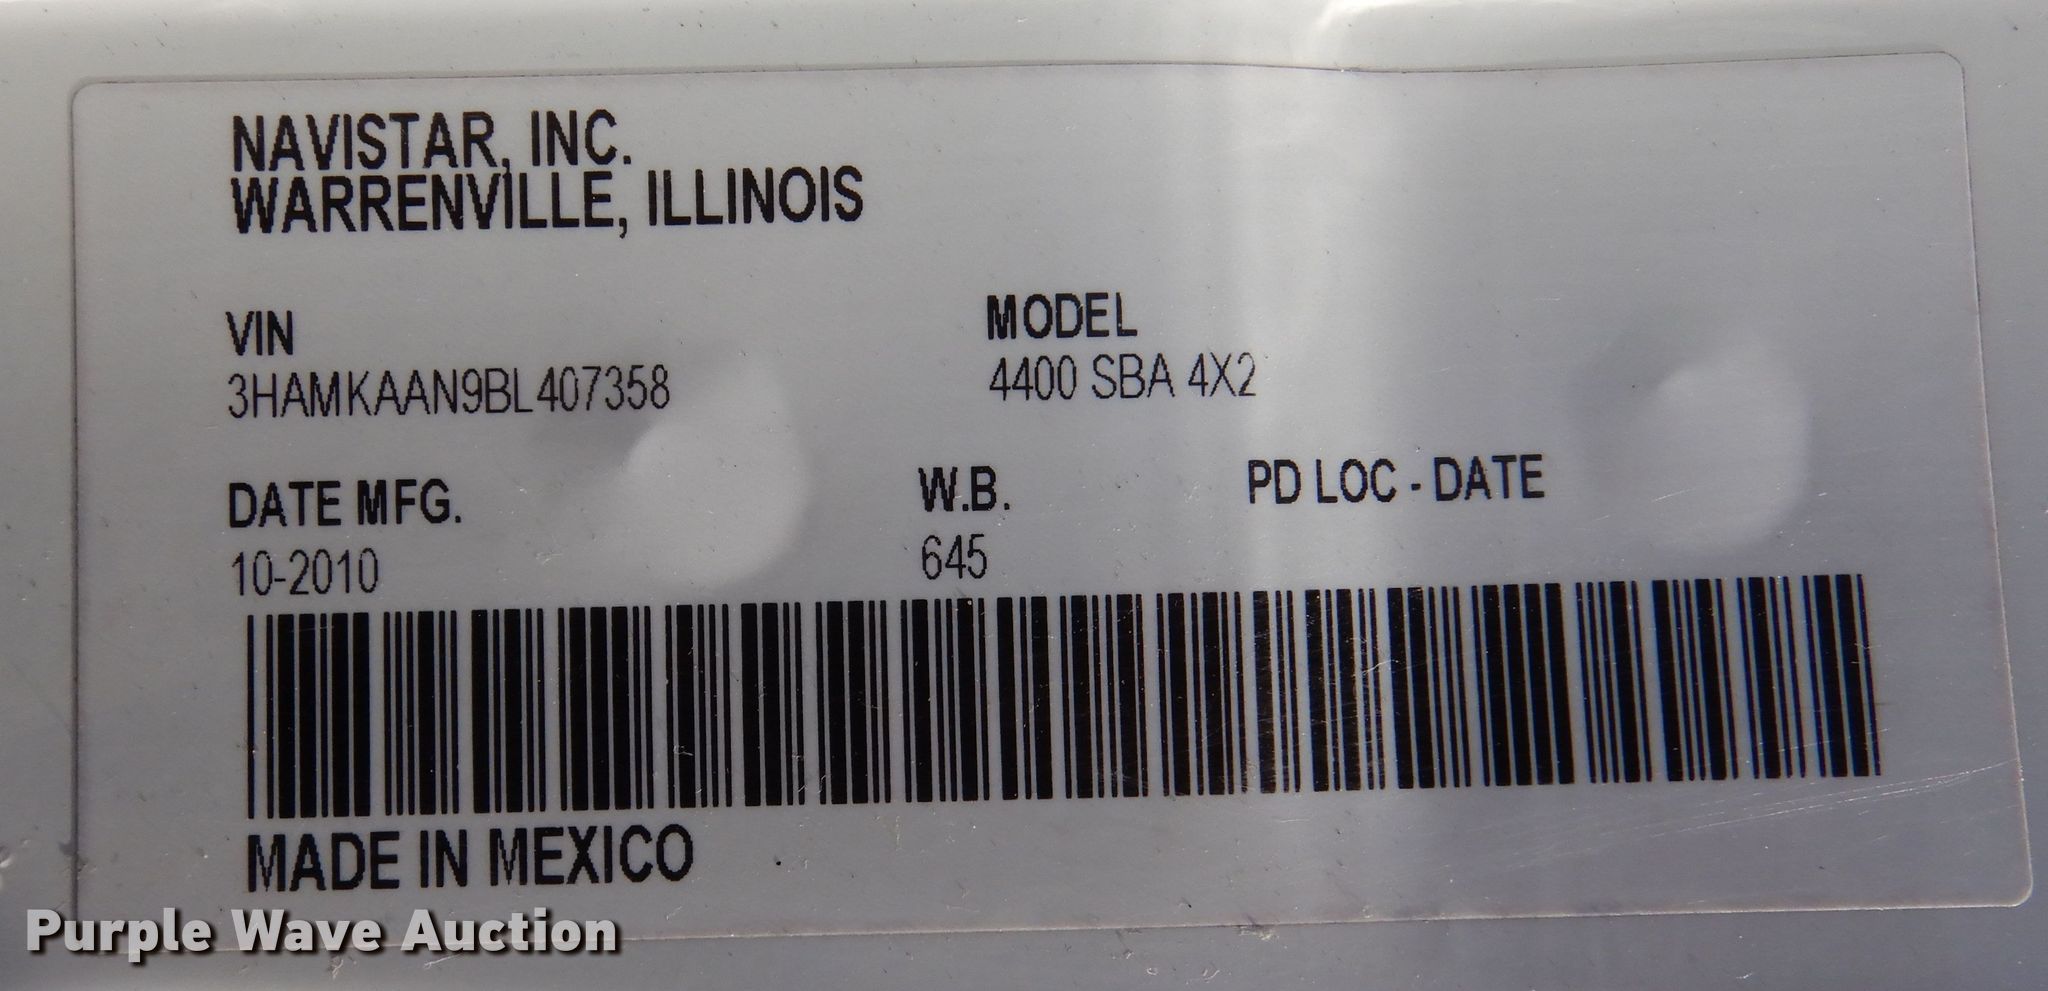 NAVISTAR, INC.
WARRENVILLE, ILLINOIS
VIN
3HAMKAAN9BL407358
MODEL
4400 SBA 4X2
DATE MFG.
10-2010
W.B.
645
PD LOC - DATE
MADE IN MEXICO
Purple Wave Auction